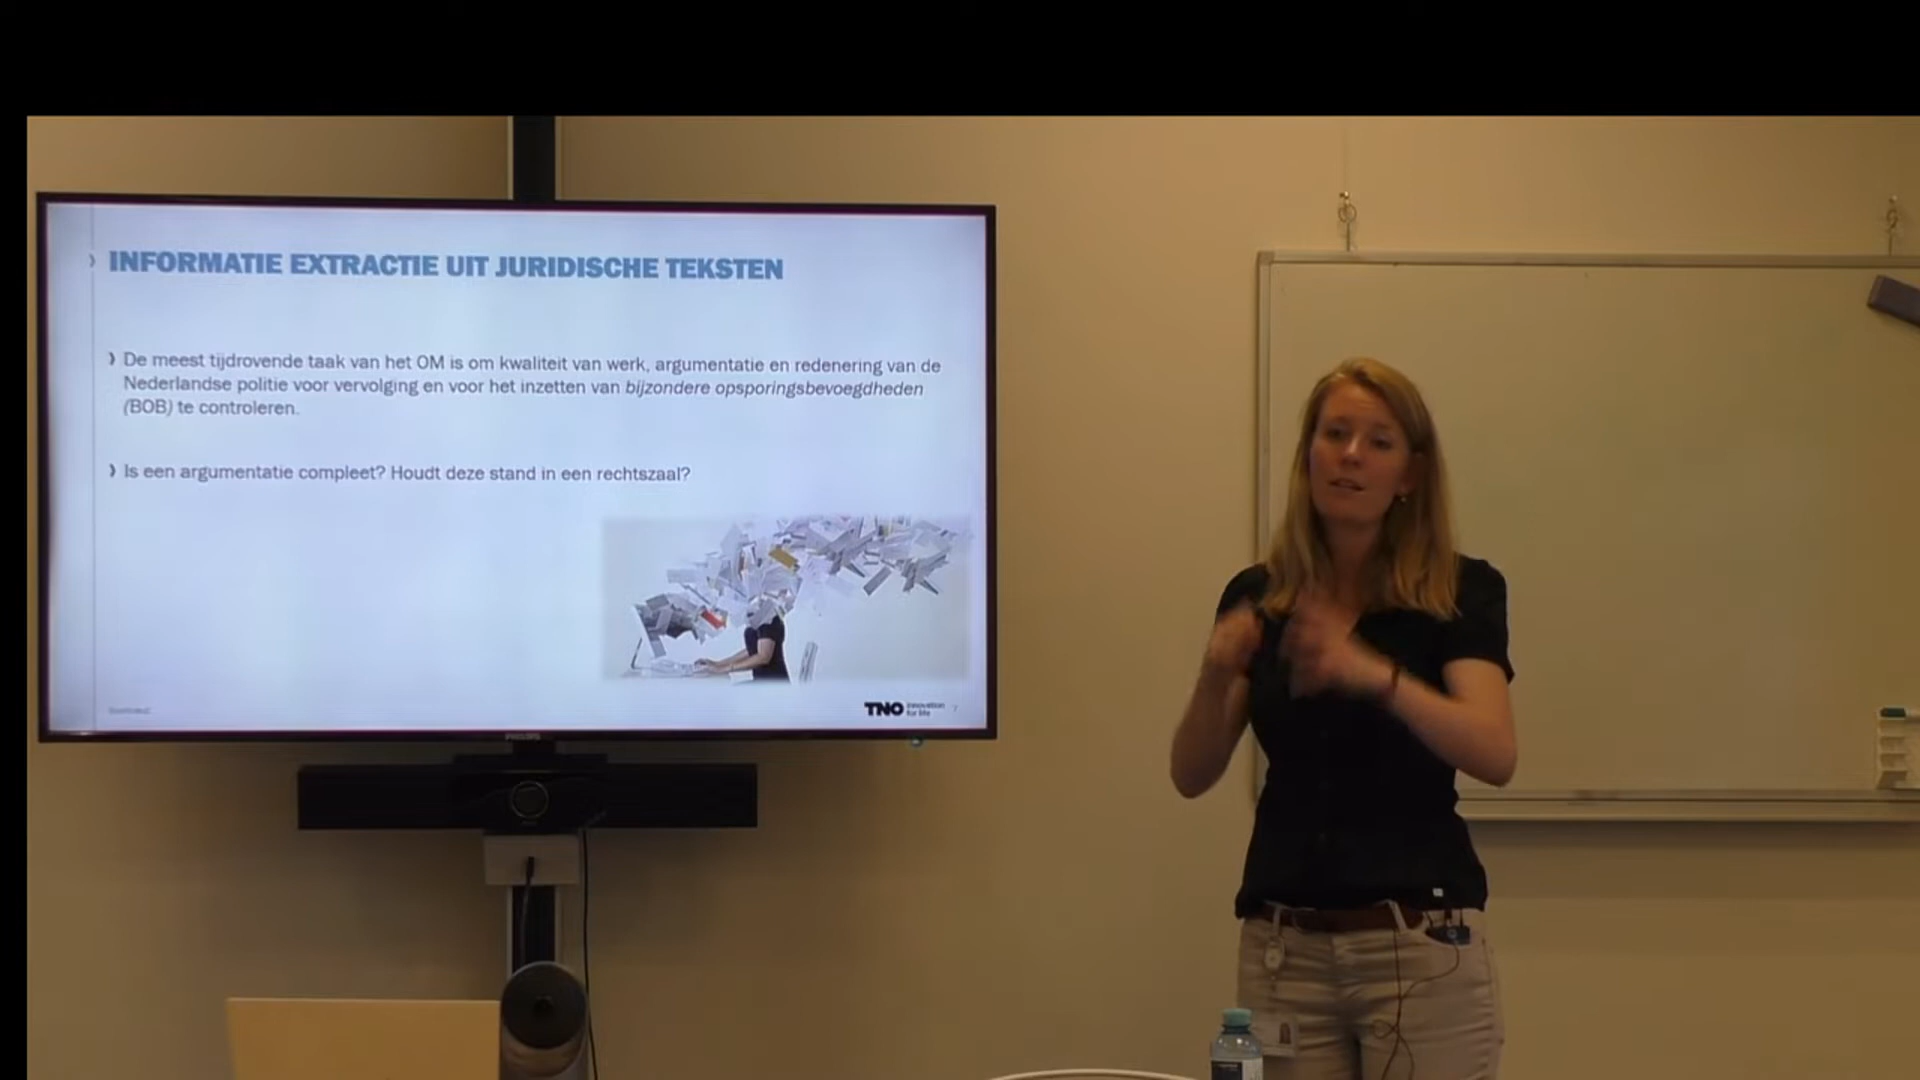 INFORMATIE EXTRACTIE UIT JURIDISCHE TEKSTEN
De meest tijdrovende taak van het OM is om kwaliteit van werk, argumentatie en redenering van de
Nederlandse politie voor vervolging en voor het inzetten van bijzondere opsporingsbevoegdheden
(BOB) te controleren.
Is een argumentatie compleet? Houdt deze stand in een rechtszaal?
TNO innovation
for life
7
PHILIPS